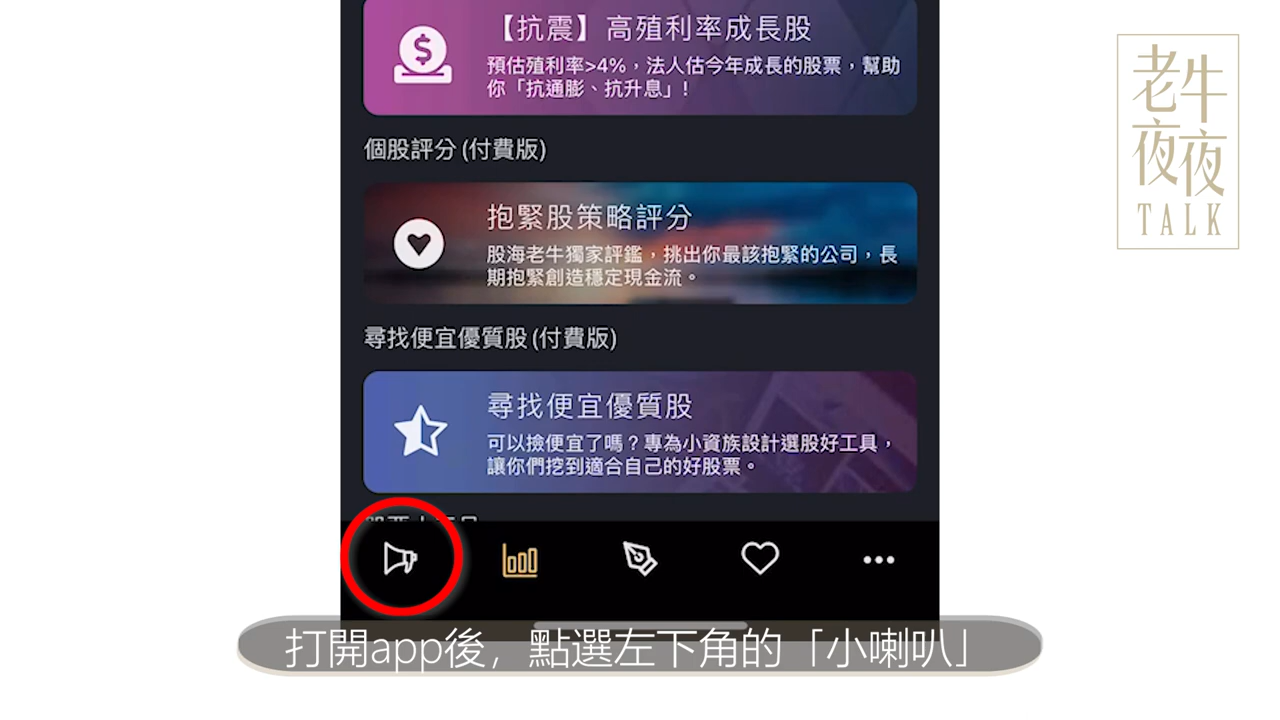 【抗震】高殖利率成長股
預估殖利率>4%，法人估今年成長的股票，幫助
你「抗通膨、抗升息」!
個股評分(付費版)
抱緊股策略評分
股海老牛獨家評鑑，挑出你最該抱緊的公司，長
期抱緊創造穩定現金流。
尋找便宜優質股(付費版)
尋找便宜優質股
可以撿便宜了嗎？專為小資族設計選股好工具，
讓你們挖到適合自己的好股票。
打開app後，點選左下角的「小喇叭」
老牛
夜夜
TALK